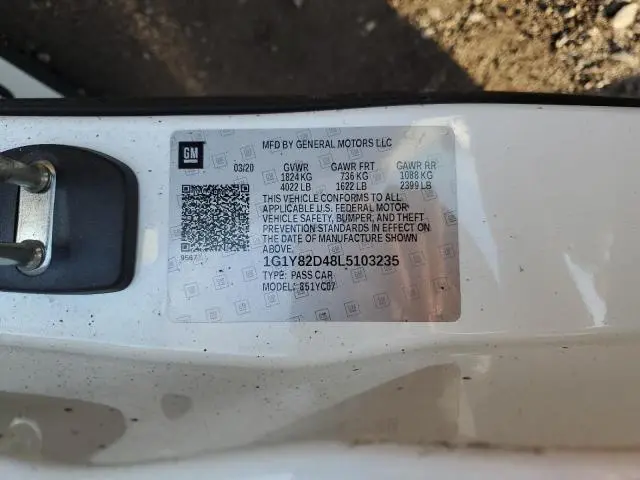 GM
MFD BY GENERAL MOTORS LLC
03/20 GVWR GAWR FRT GAWR RR
1824 KG 736 KG 1088 KG
4022 LB 1622 LB 2399 LB
THIS VEHICLE CONFORMS TO ALL
APPLICABLE U.S. FEDERAL MOTOR
VEHICLE SAFETY, BUMPER, AND THEFT
PREVENTION STANDARDS IN EFFECT ON
THE DATE OF MANUFACTURE SHOWN
ABOVE.
9567
1G1Y82D48L5103235
TYPE: PASS CAR
MODEL: 851YC07